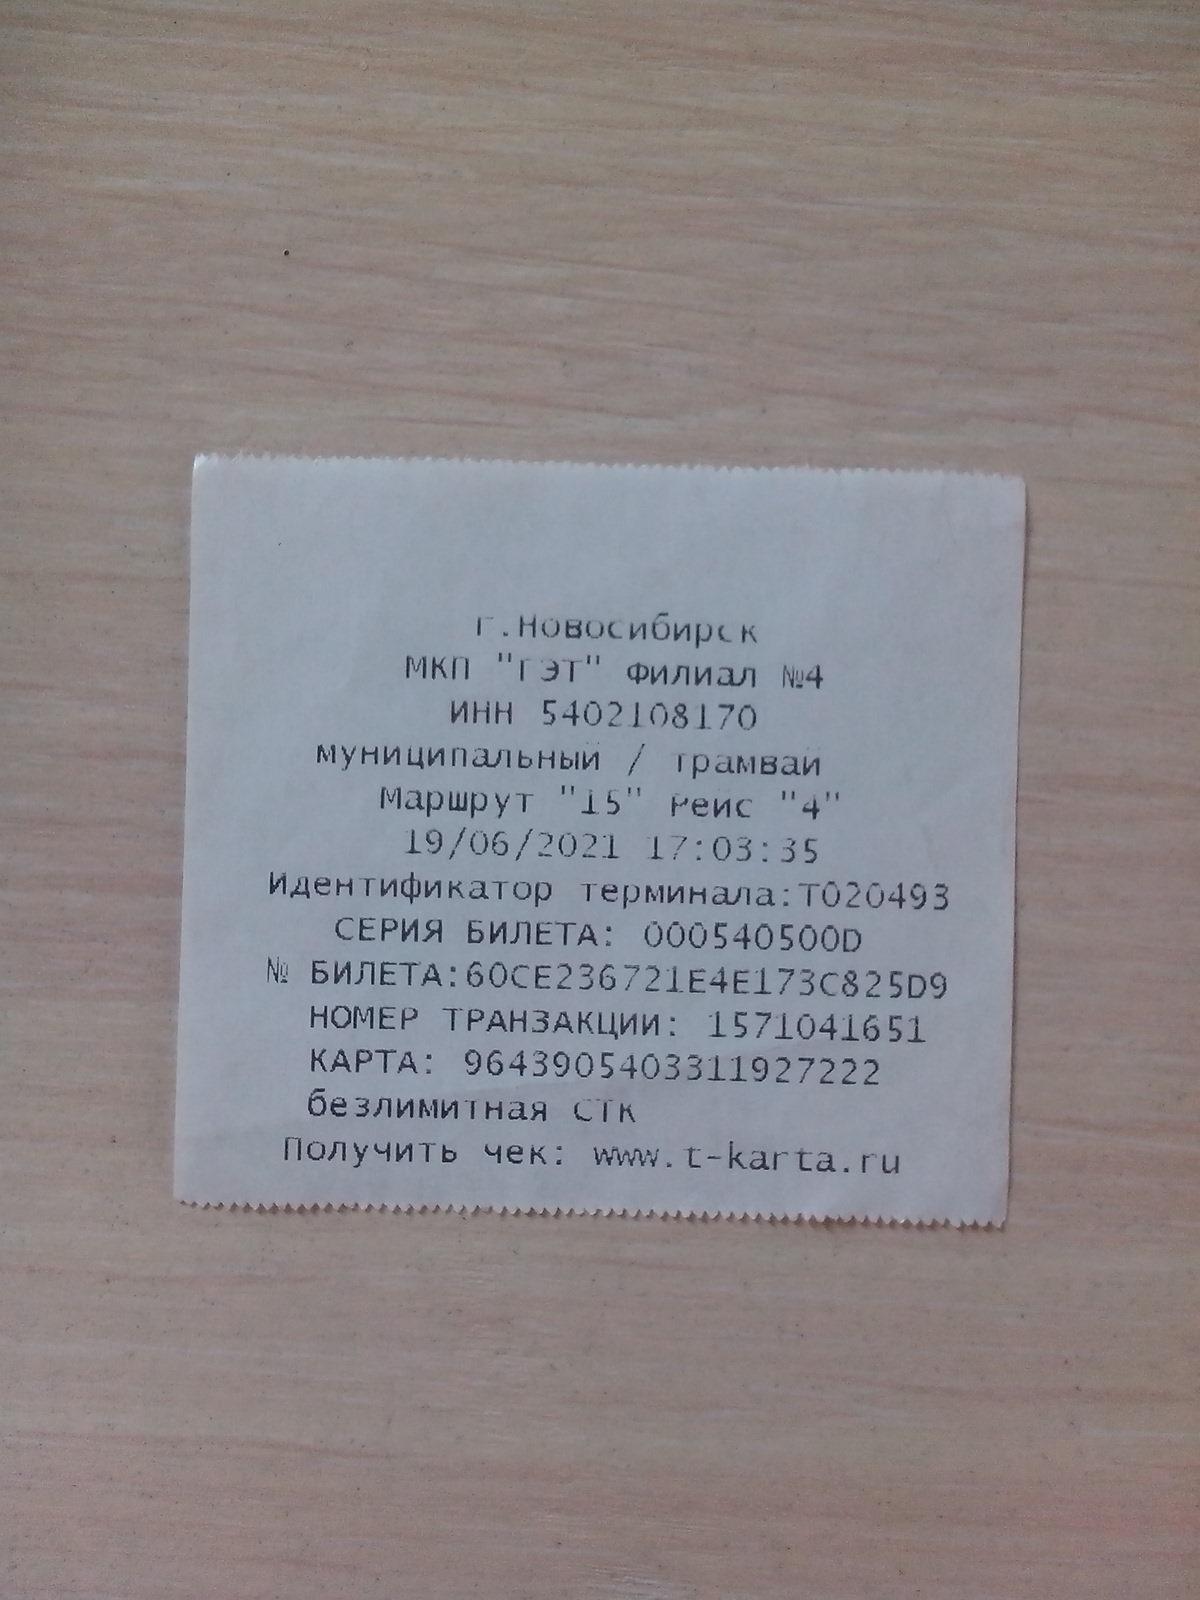 г.Новосибирск
МКП "ГЭТ" Филиал №4
ИНН 5402108170
муниципальный / трамвай
Маршрут "15" Рейс "4"
19/06/2021 17:03:35
Идентификатор терминала:T020493
СЕРИЯ БИЛЕТА: 000540500D
№ БИЛЕТА:60CE236721E4E173C825D9
НОМЕР ТРАНЗАКЦИИ: 1571041651
КАРТА: 9643905403311927222
безлимитная СТК
Получить чек: www.t-karta.ru